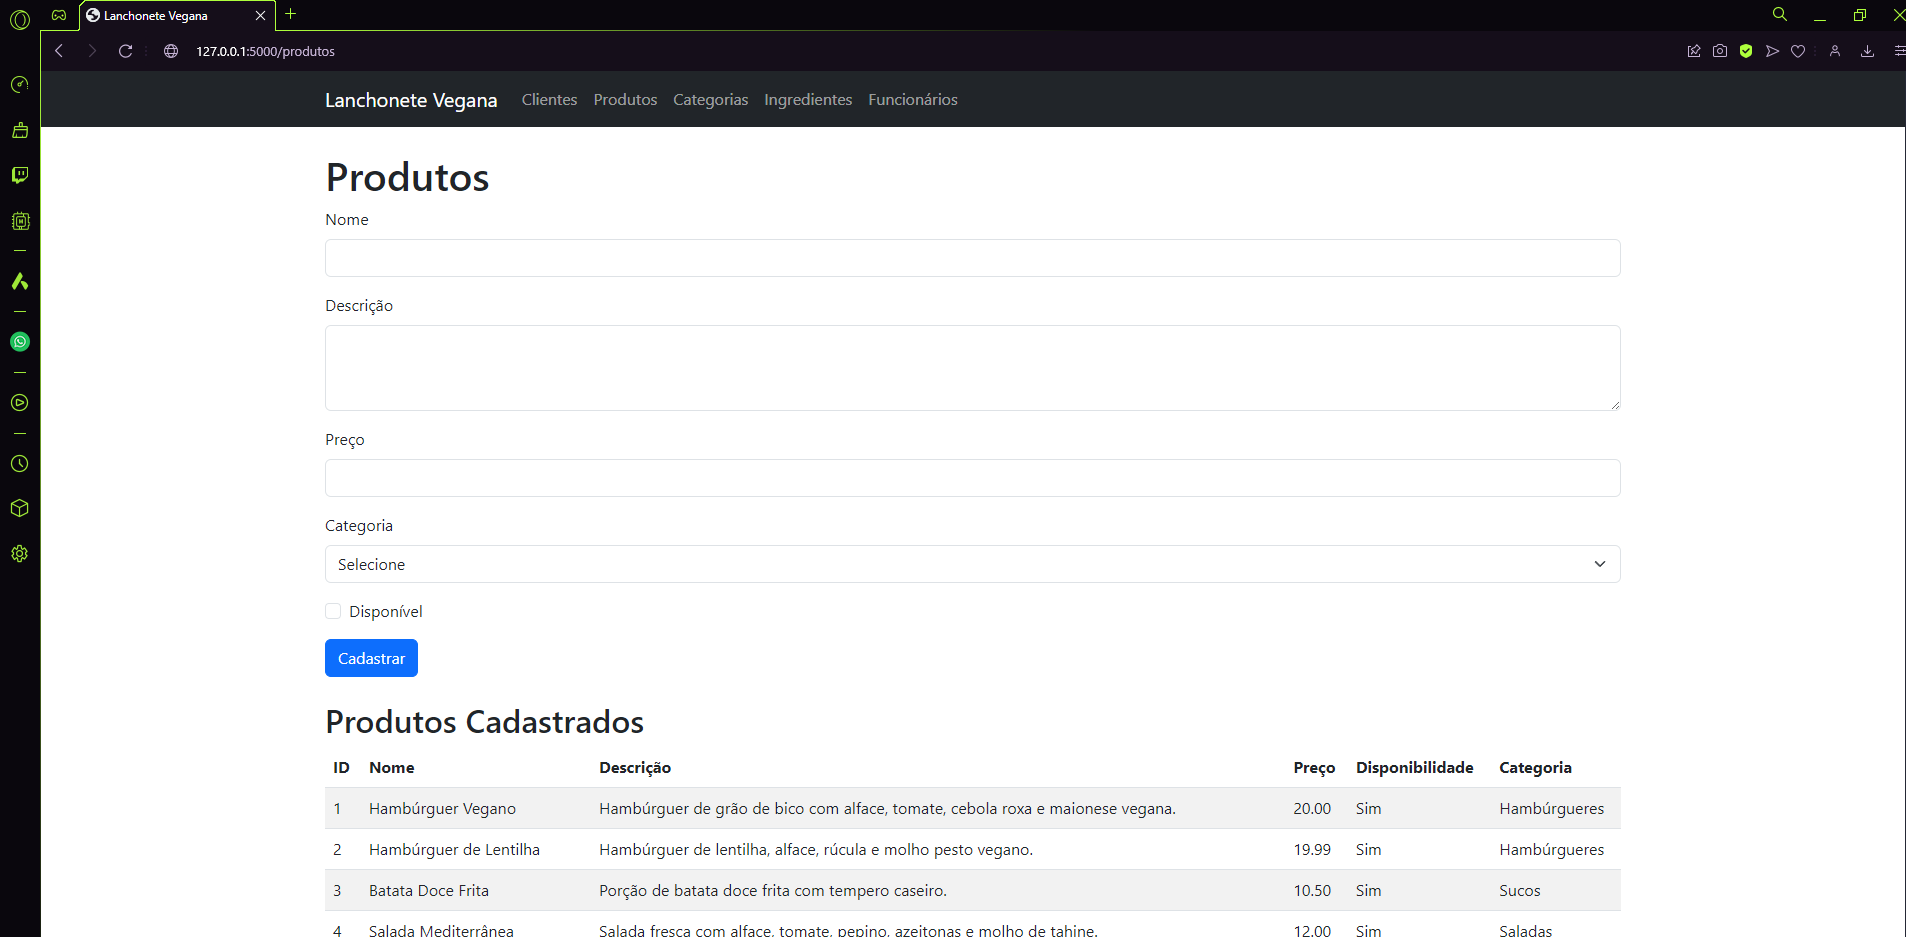 Lanchonete Vegana
127.0.0.1:5000/produtos
Lanchonete Vegana Clientes Produtos Categorias Ingredientes Funcionários
Produtos
Nome
Descrição
Preço
Categoria
Selecione
Disponível
Cadastrar
Produtos Cadastrados
ID Nome Descrição Preço Disponibilidade Categoria
1 Hambúrguer Vegano Hambúrguer de grão de bico com alface, tomate, cebola roxa e maionese vegana. 20.00 Sim Hambúrgueres
2 Hambúrguer de Lentilha Hambúrguer de lentilha, alface, rúcula e molho pesto vegano. 19.99 Sim Hambúrgueres
3 Batata Doce Frita Porção de batata doce frita com tempero caseiro. 10.50 Sim Sucos
4 Salada Mediterrânea Salada fresca com alface, tomate, pepino, azeitonas e molho de tahine. 12.00 Sim Saladas